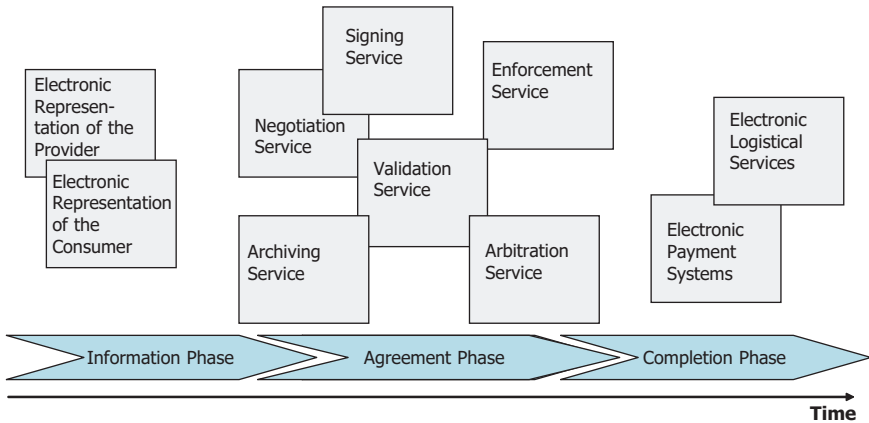 Electronic
Represen-
tation of the
Provider
Electronic
Representation
of the
Consumer
Signing
Service
Negotiation
Service
Validation
Service
Archiving
Service
Enforcement
Service
Arbitration
Service
Electronic
Logistical
Services
Electronic
Payment
Systems
Information Phase
Agreement Phase
Completion Phase
Time